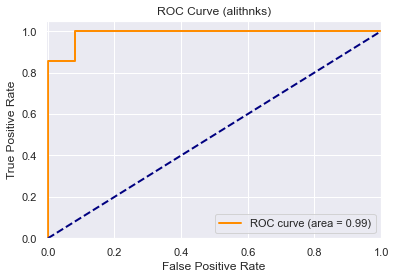 ROC Curve (alithnks)
True Positive Rate
1.0
0.8
0.6
0.4
0.2
0.0
ROC curve (area = 0.99)
0.0 0.2 0.4 0.6 0.8 1.0
False Positive Rate